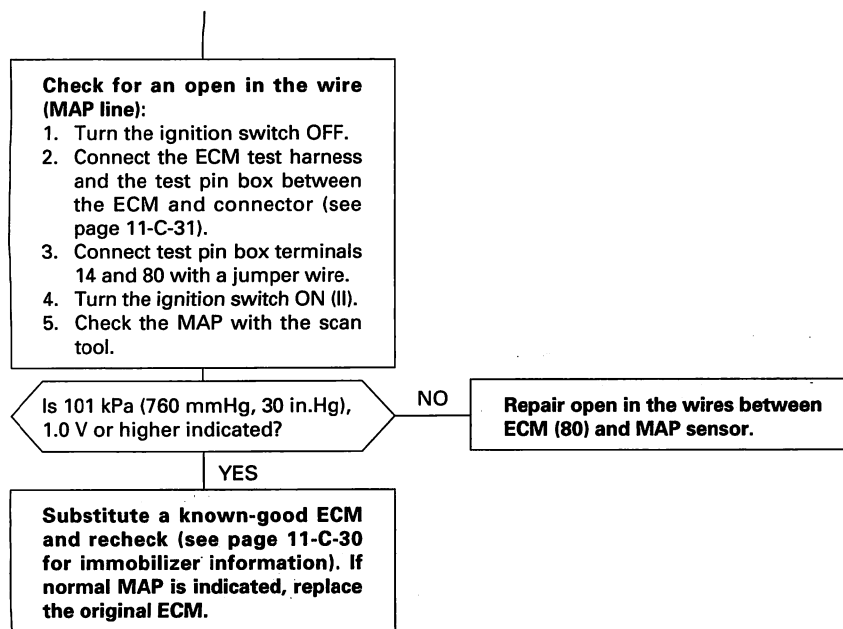 Check for an open in the wire
(MAP line):
1. Turn the ignition switch OFF.
2. Connect the ECM test harness
and the test pin box between
the ECM and connector (see
page 11-C-31).
3. Connect test pin box terminals
14 and 80 with a jumper wire.
4. Turn the ignition switch ON (II).
5. Check the MAP with the scan
tool.
Is 101 kPa (760 mmHg, 30 in.Hg),
1.0 V or higher indicated?
NO
Repair open in the wires between
ECM (80) and MAP sensor.
YES
Substitute a known-good ECM
and recheck (see page 11-C-30
for immobilizer information). If
normal MAP is indicated, replace
the original ECM.